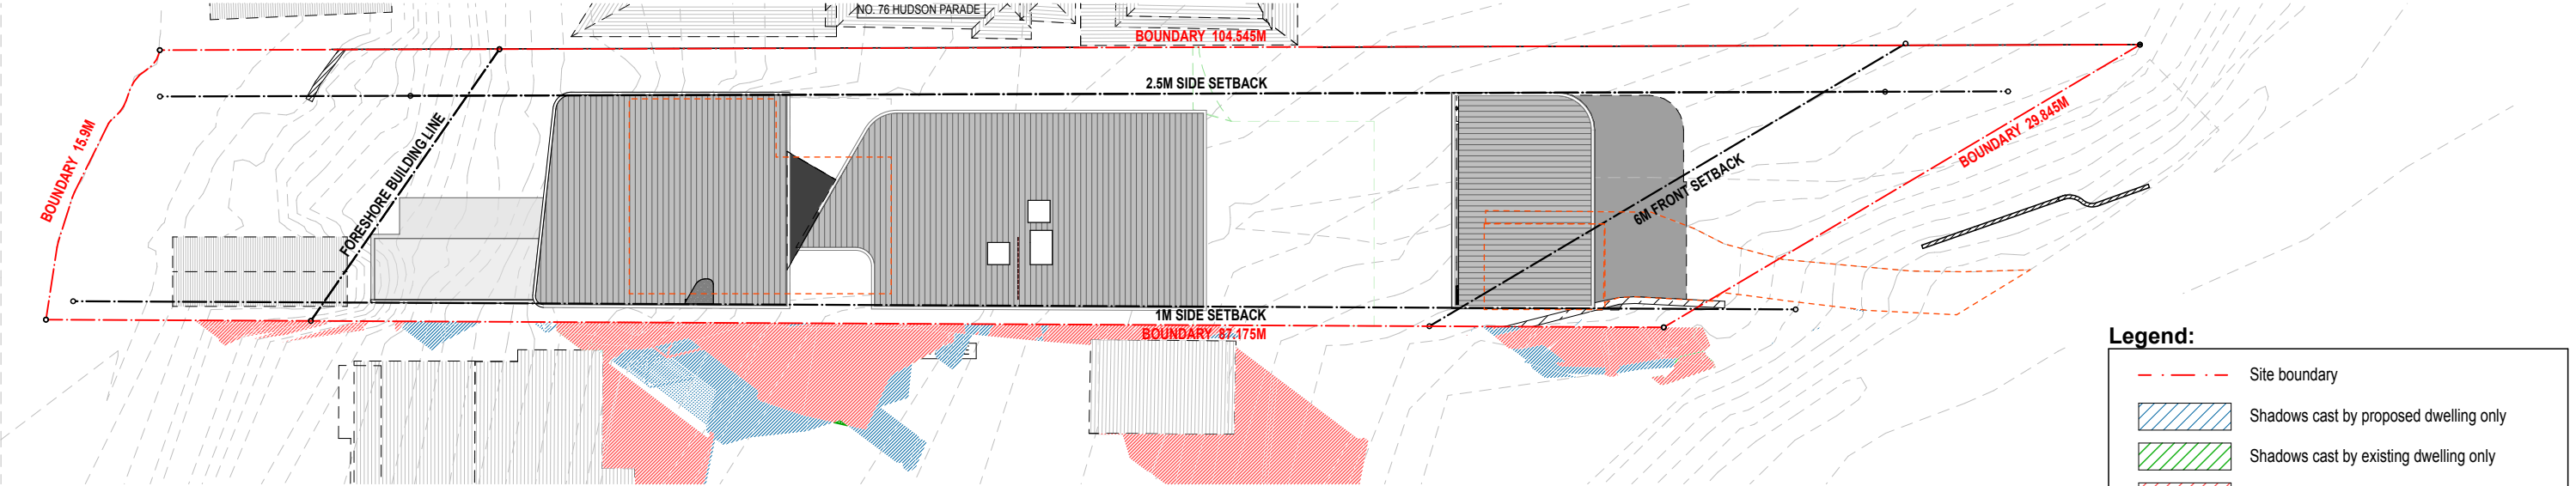 NO. 76 HUDSON PARADE
BOUNDARY 104.545M
2.5M SIDE SETBACK
BOUNDARY 15.9M
FORESHORE BUILDING LINE
6M FRONT SETBACK
BOUNDARY 29.845M
1M SIDE SETBACK
BOUNDARY 87.175M
Legend:
Site boundary
Shadows cast by proposed dwelling only
Shadows cast by existing dwelling only